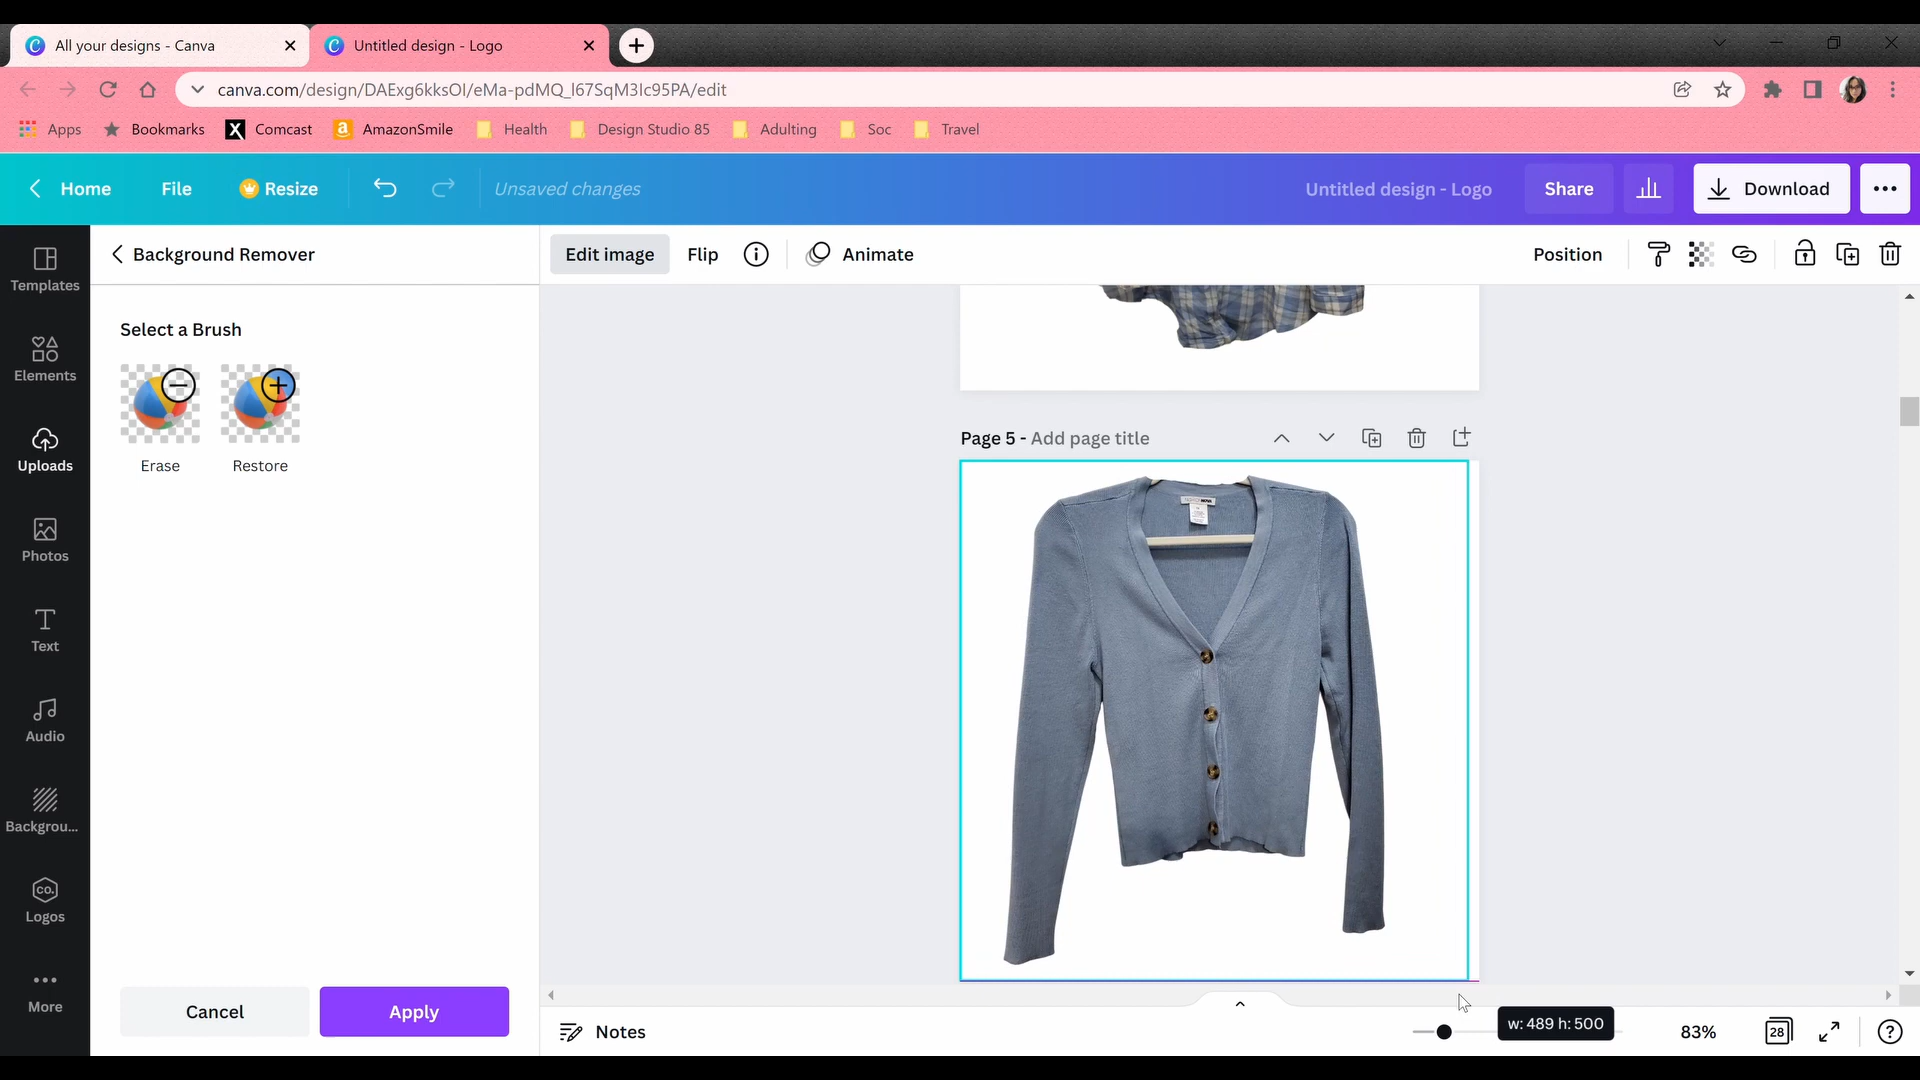 All your designs - Canva
Untitled design - Logo
canva.com/design/DAExg6kksOI/eMa-pdMQ_l67SqM3Ic95PA/edit
Apps
Bookmarks
X
Comcast
a
AmazonSmile
Health
Design Studio 85
Adulting
Soc
Travel
Home
File
Resize
Unsaved changes
Untitled design - Logo
Share
Download
Background Remover
Edit image
Flip
Animate
Position
Templates
Elements
Uploads
Photos
Text
Audio
Backgrou...
CO.
Logos
More
Select a Brush
Erase
Restore
Cancel
Apply
Page 5 - Add page title
Notes
w: 489 h: 500
83%
28